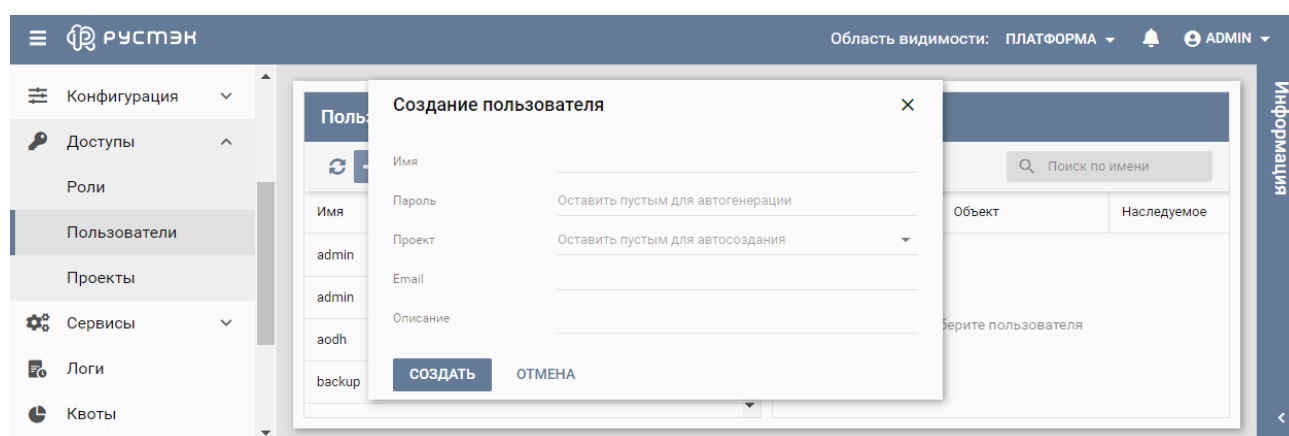 РУСТЭК
Область видимости: ПЛАТФОРМА
ADMIN
Конфигурация
Доступы
Роли
Пользователи
Проекты
Сервисы
Логи
Квоты
Создание пользователя
Имя
Пароль Оставить пустым для автогенерации
Проект Оставить пустым для автосоздания
Email
Описание
СОЗДАТЬ ОТМЕНА
Поиск по имени
Имя
admin
admin
aodh
backup
Объект Наследуемое
пользователя
Информация